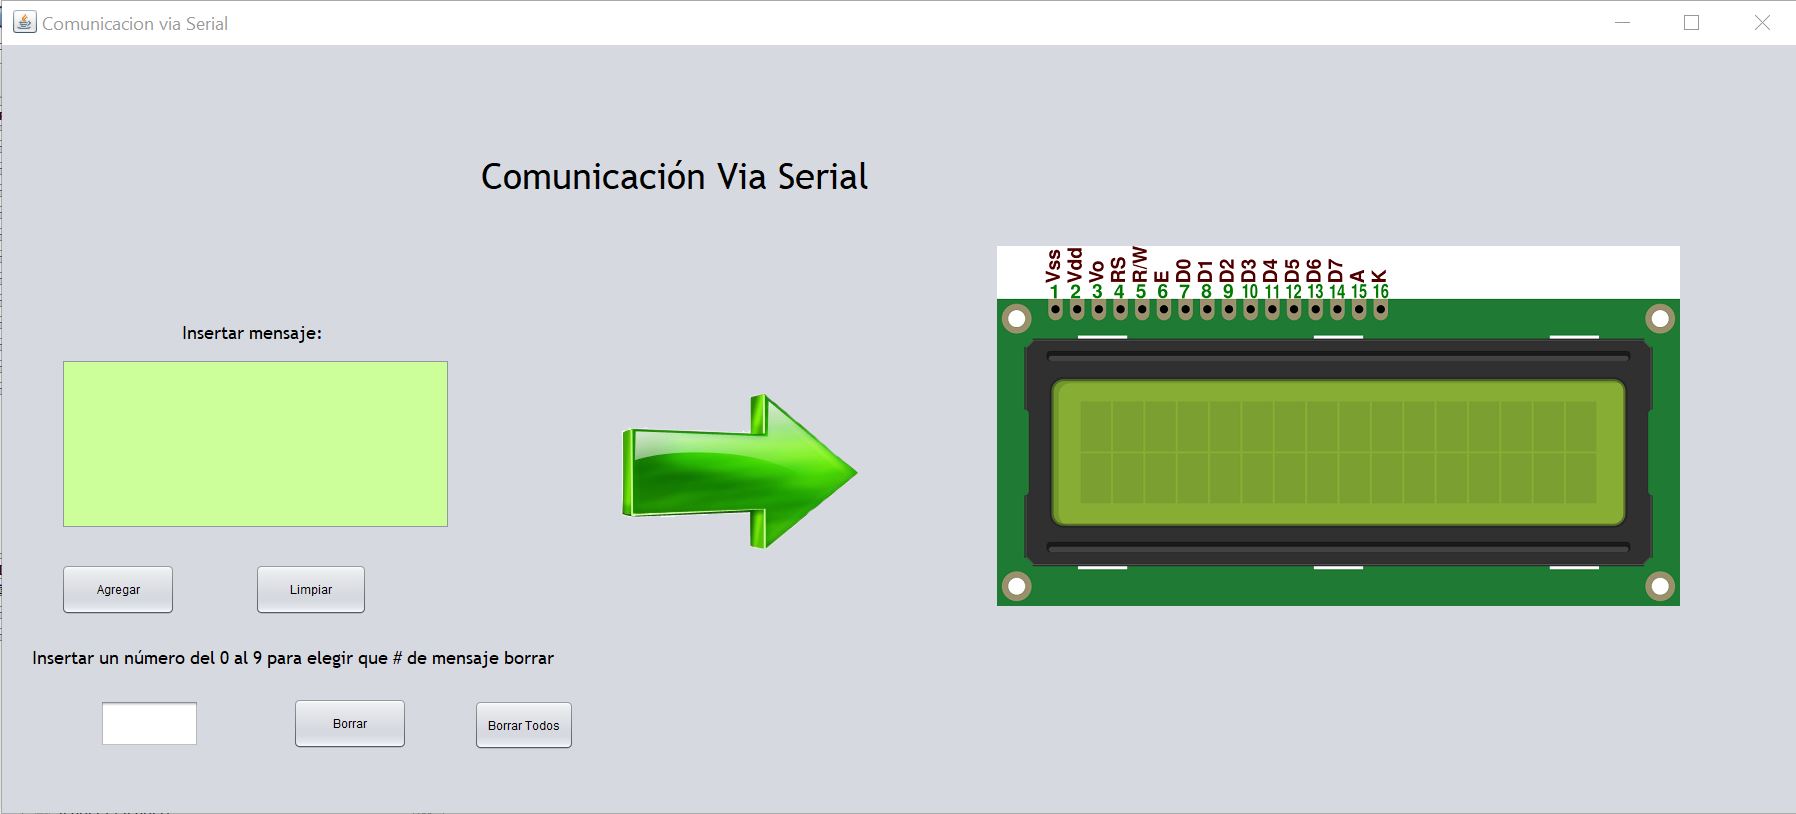 Comunicacion via Serial
Comunicación Via Serial
Vss Vdd Vo RS R/W E D0 D1 D2 D3 D4 D5 D6 D7 A K
1 2 3 4 5 6 7 8 9 10 11 12 13 14 15 16
Insertar mensaje:
Agregar
Limpiar
Insertar un número del 0 al 9 para elegir que # de mensaje borrar
Borrar
Borrar Todos